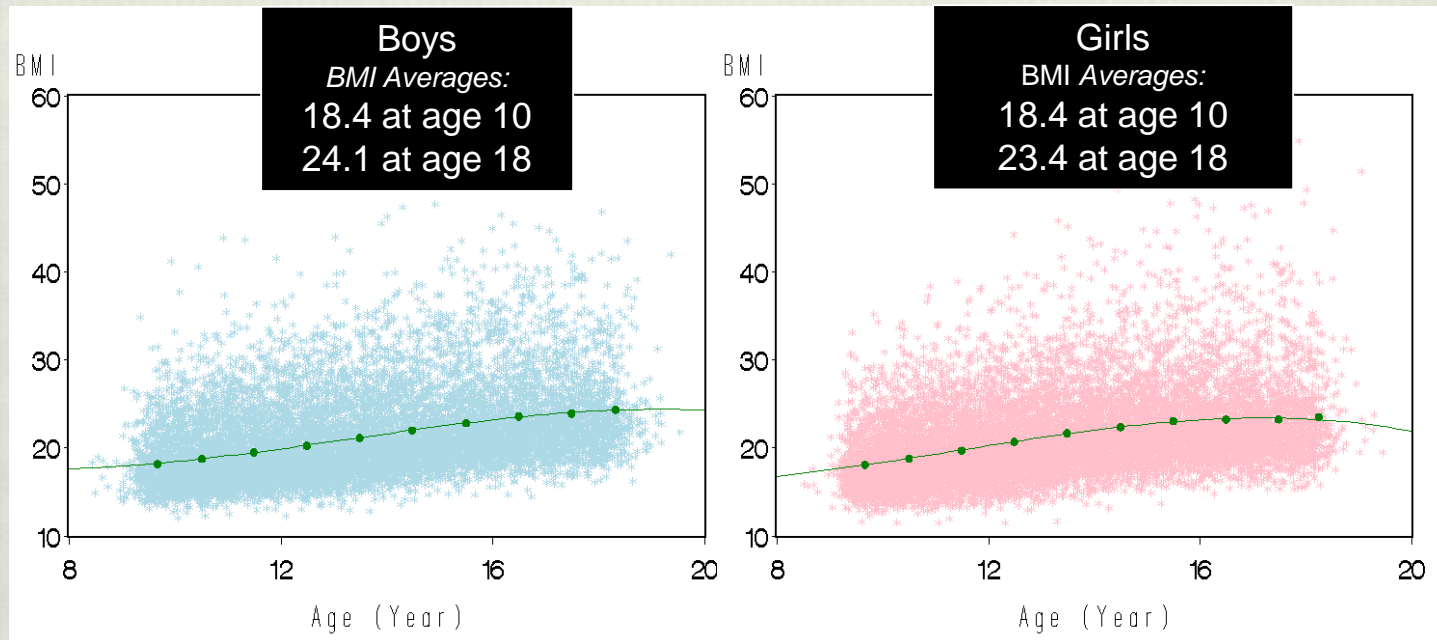 Boys
BMI Averages:
18.4 at age 10
24.1 at age 18
BMI
60
50
40
30
20
10
8 12 16 20
Age (Year)
Girls
BMI Averages:
18.4 at age 10
23.4 at age 18
BMI
60
50
40
30
20
10
8 12 16 20
Age (Year)